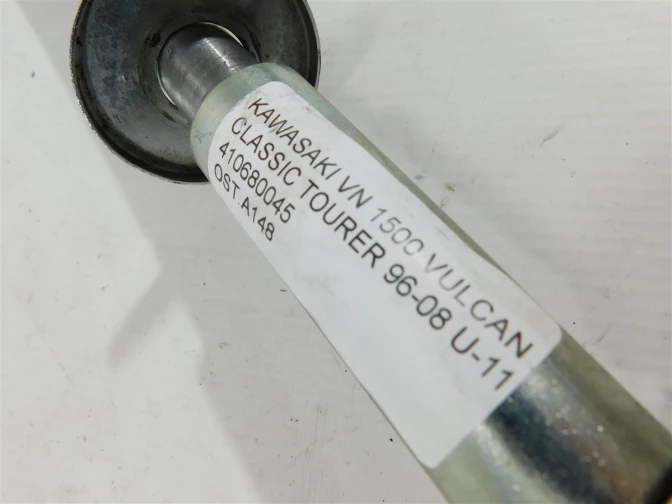 KAWASAKI VN 1500 VULCAN
CLASSIC TOURER 96-08 U-11
410680045
OST.A148